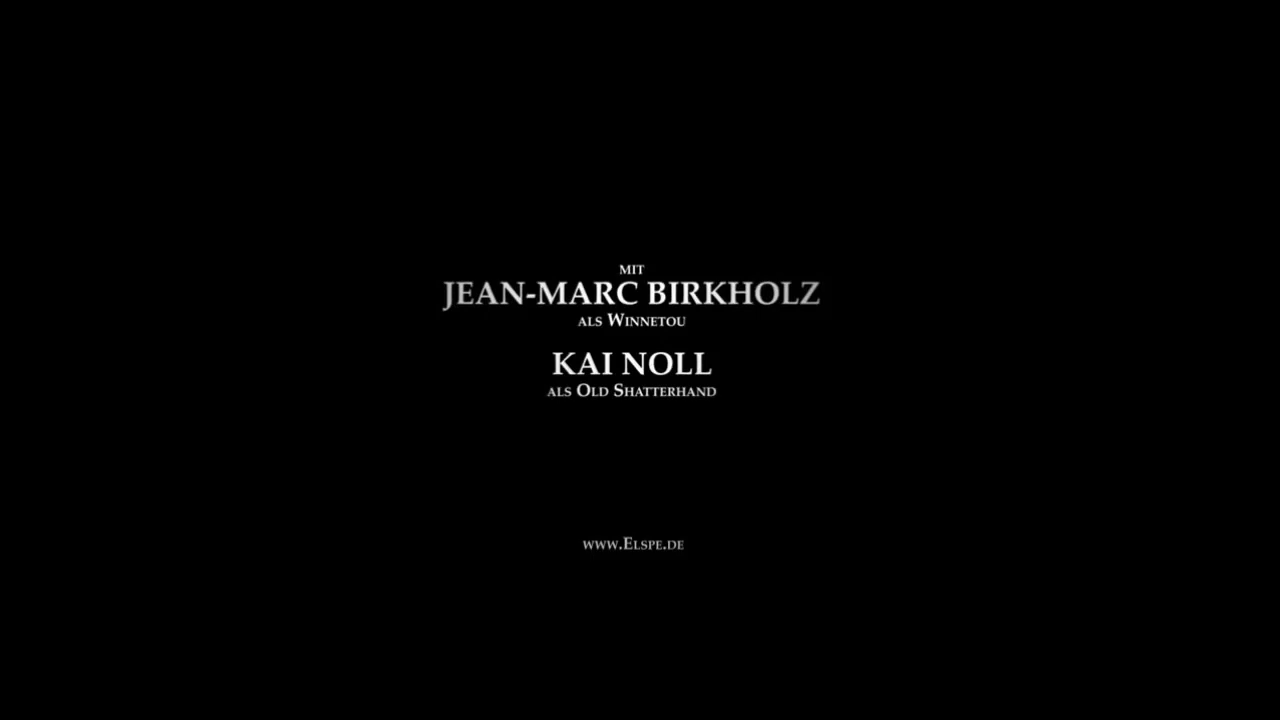 MIT
JEAN-MARC BIRKHOLZ
ALS WINNETOU
KAI NOLL
ALS OLD SHATTERHAND
WWW.ELSPE.DE